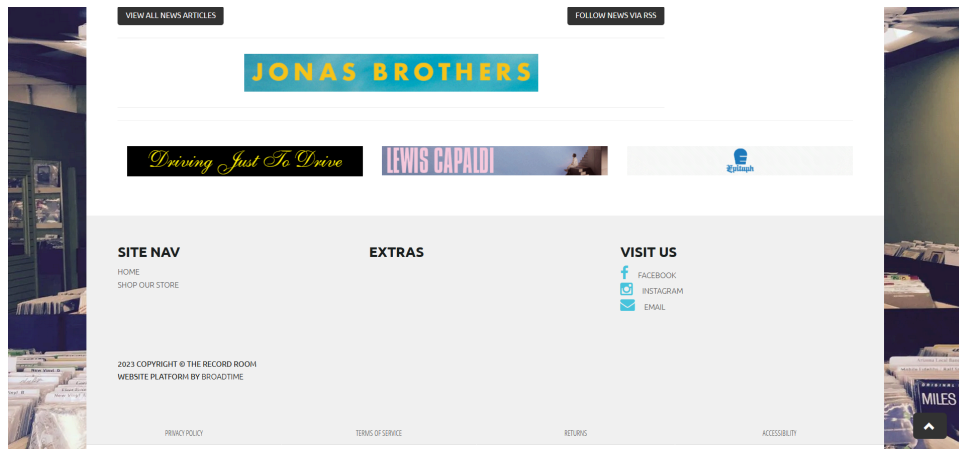 VIEW ALL NEWS ARTICLES
FOLLOW NEWS VIA RSS
JONAS BROTHERS
Driving Just To Drive
LEWIS CAPALDI
Epitaph
SITE NAV
HOME
SHOP OUR STORE
EXTRAS
VISIT US
FACEBOOK
INSTAGRAM
EMAIL
2023 COPYRIGHT © THE RECORD ROOM
WEBSITE PLATFORM BY BROADTIME
PRIVACY POLICY
TERMS OF SERVICE
RETURNS
ACCESSIBILITY
MILES